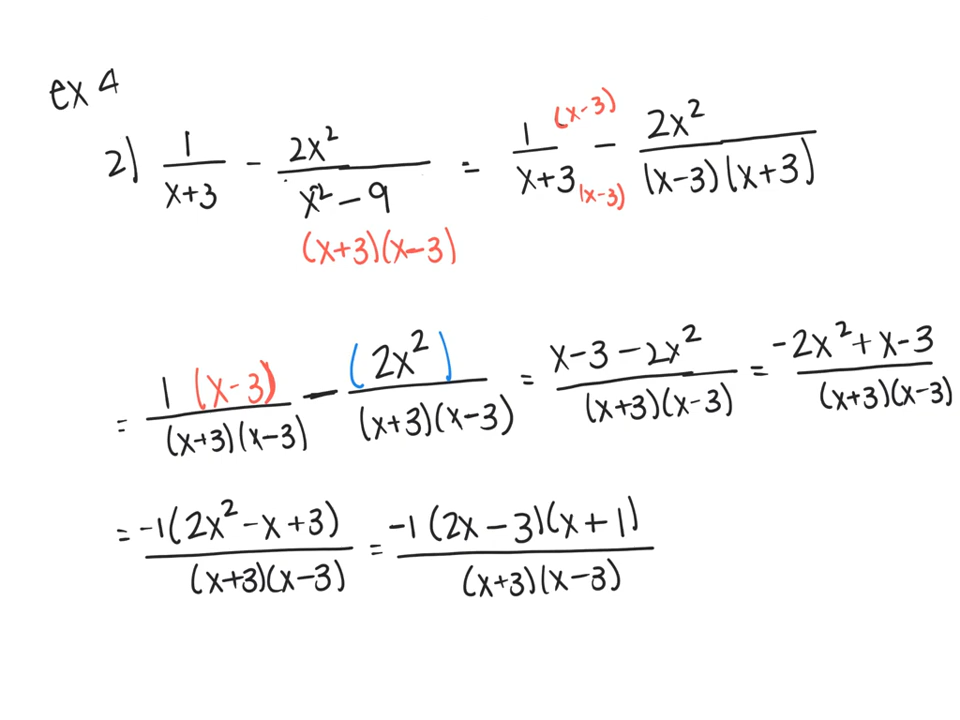 ex 4
2) 1/(x+3) - 2x²/(x² - 9) = 1 (x-3)/(x+3 (x-3)) - 2x²/((x-3)(x+3))
(x+3)(x-3)
= 1 (x-3)/((x+3)(x-3)) - (2x²)/((x+3)(x-3)) = (x-3-2x²)/((x+3)(x-3)) = (-2x²+x-3)/((x+3)(x-3))
= -1(2x²-x+3)/((x+3)(x-3)) = -1(2x-3)(x+1)/((x+3)(x-3))